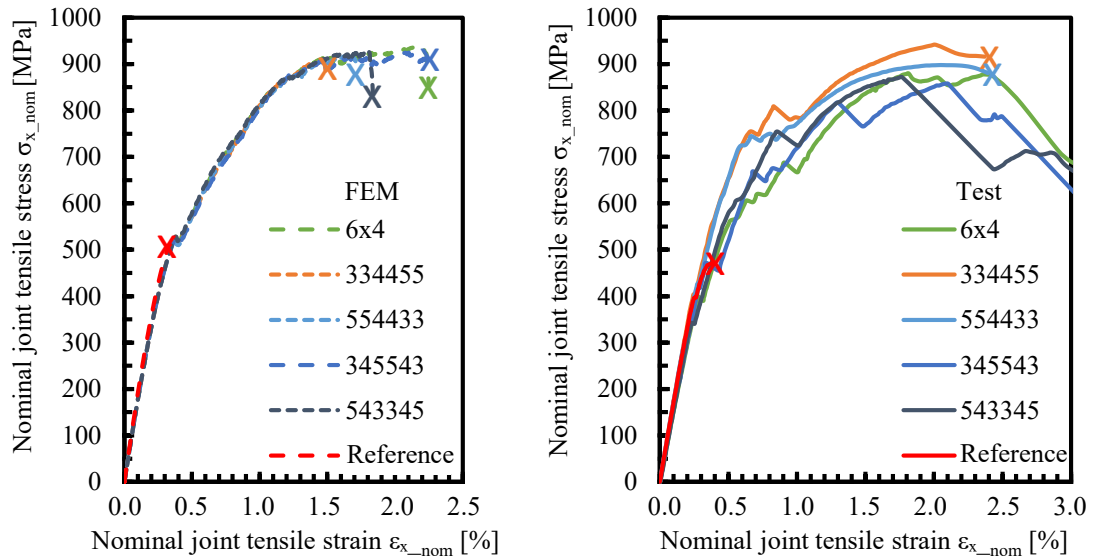 Nominal joint tensile stress σx_nom [MPa]
1000
900
800
700
600
500
400
300
200
100
0
FEM
6x4
334455
554433
345543
543345
Reference
0.0 0.5 1.0 1.5 2.0 2.5
Nominal joint tensile strain εx_nom [%]
Nominal joint tensile stress σx_nom [MPa]
1000
900
800
700
600
500
400
300
200
100
0
Test
6x4
334455
554433
345543
543345
Reference
0.0 0.5 1.0 1.5 2.0 2.5 3.0
Nominal joint tensile strain εx_nom [%]